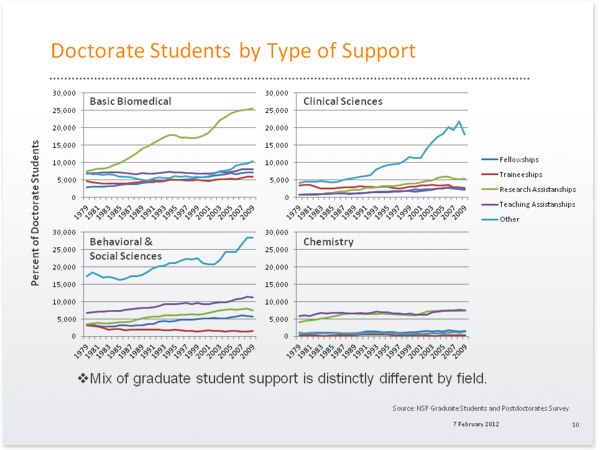 Doctorate Students by Type of Support
Percent of Doctorate Students
Basic Biomedical
30,000
25,000
20,000
15,000
10,000
5,000
0
1979 1981 1983 1985 1987 1989 1991 1993 1995 1997 1999 2001 2003 2005 2007 2009
Clinical Sciences
30,000
25,000
20,000
15,000
10,000
5,000
0
1979 1981 1983 1985 1987 1989 1991 1993 1995 1997 1999 2001 2003 2005 2007 2009
Fellowships
Traineeships
Research Assistanships
Teaching Assistanships
Other
Behavioral &
Social Sciences
30,000
25,000
20,000
15,000
10,000
5,000
0
1979 1981 1983 1985 1987 1989 1991 1993 1995 1997 1999 2001 2003 2005 2007 2009
Chemistry
30,000
25,000
20,000
15,000
10,000
5,000
0
1979 1981 1983 1985 1987 1989 1991 1993 1995 1997 1999 2001 2003 2005 2007 2009
❖Mix of graduate student support is distinctly different by field.
Source: NSF Graduate Students and Postdoctorates Survey
7 February 2012
10